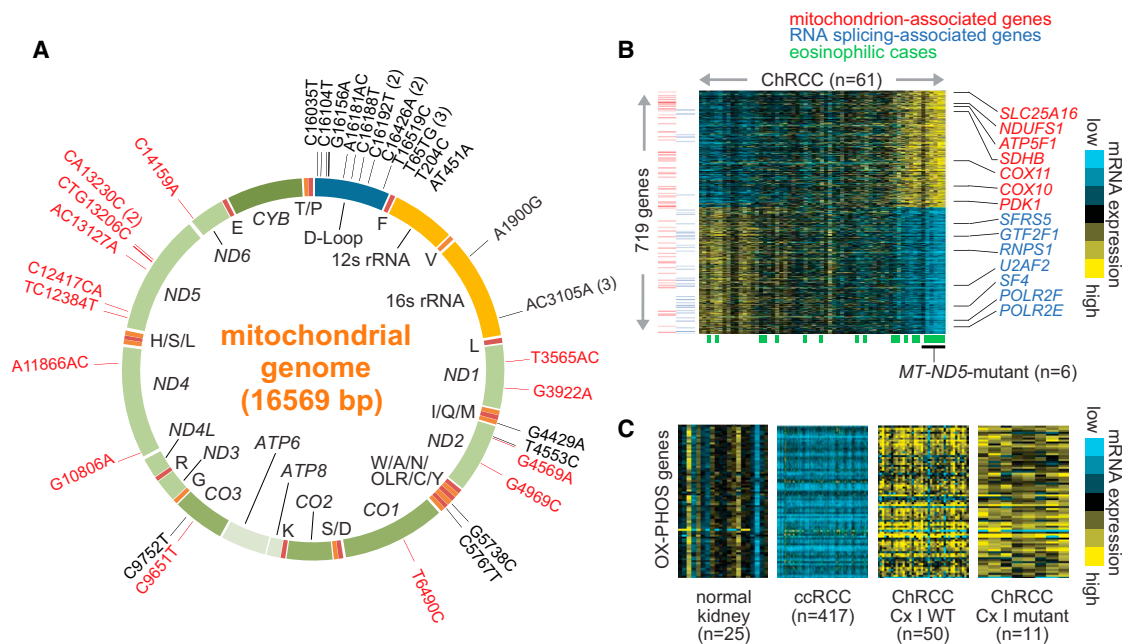 A
C16035T
C16104T
G16156A
A16181AC
C16188T
C16192T (2)
C16426A (2)
T16519C
T65TG (3)
T204C
AT451A
A1900G
AC3105A (3)
T3565AC
G3922A
G4429A
T4553C
G4569A
G4969C
G5738C
C5767T
T6490C
C9651T
C9752T
G10806A
A11866AC
TC12384T
C12417CA
AC13127A
CTG13206C
CA13230C (2)
C14159A
T/P
D-Loop
F
12s rRNA
V
16s rRNA
L
ND1
I/Q/M
ND2
W/A/N/
OLR/C/Y
CO1
S/D
CO2
K
ATP8
ATP6
CO3
G
ND3
R
ND4L
ND4
H/S/L
ND5
ND6
E
CYB
mitochondrial
genome
(16569 bp)
mitochondrion-associated genes
RNA splicing-associated genes
eosinophilic cases
B
ChRCC (n=61)
719 genes
SLC25A16
NDUFS1
ATP5F1
SDHB
COX11
COX10
PDK1
SFRS5
GTF2F1
RNPS1
U2AF2
SF4
POLR2F
POLR2E
low
mRNA expression
high
MT-ND5-mutant (n=6)
C
OX-PHOS genes
low
mRNA expression
high
normal
kidney
(n=25)
ccRCC
(n=417)
ChRCC
Cx I WT
(n=50)
ChRCC
Cx I mutant
(n=11)